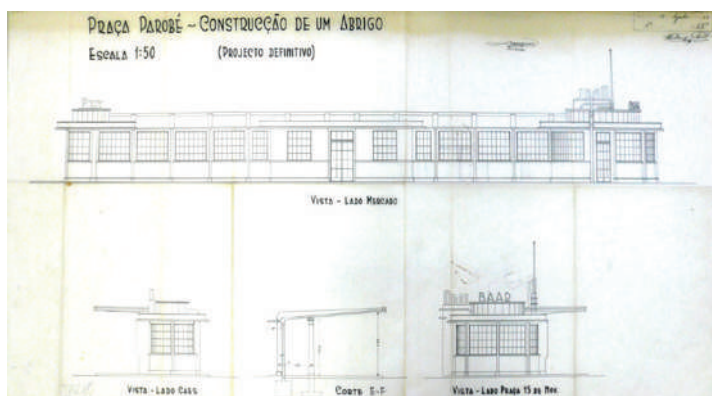 PRAÇA PAROBÉ – CONSTRUCÇÃO DE UM ABRIGO
ESCALA 1:50 (PROJECTO DEFINITIVO)
VISTA – LADO MERCADO
BAAR
VISTA – LADO CAES
CORTE E-F
VISTA – LADO PRAÇA 15 DE NOV.